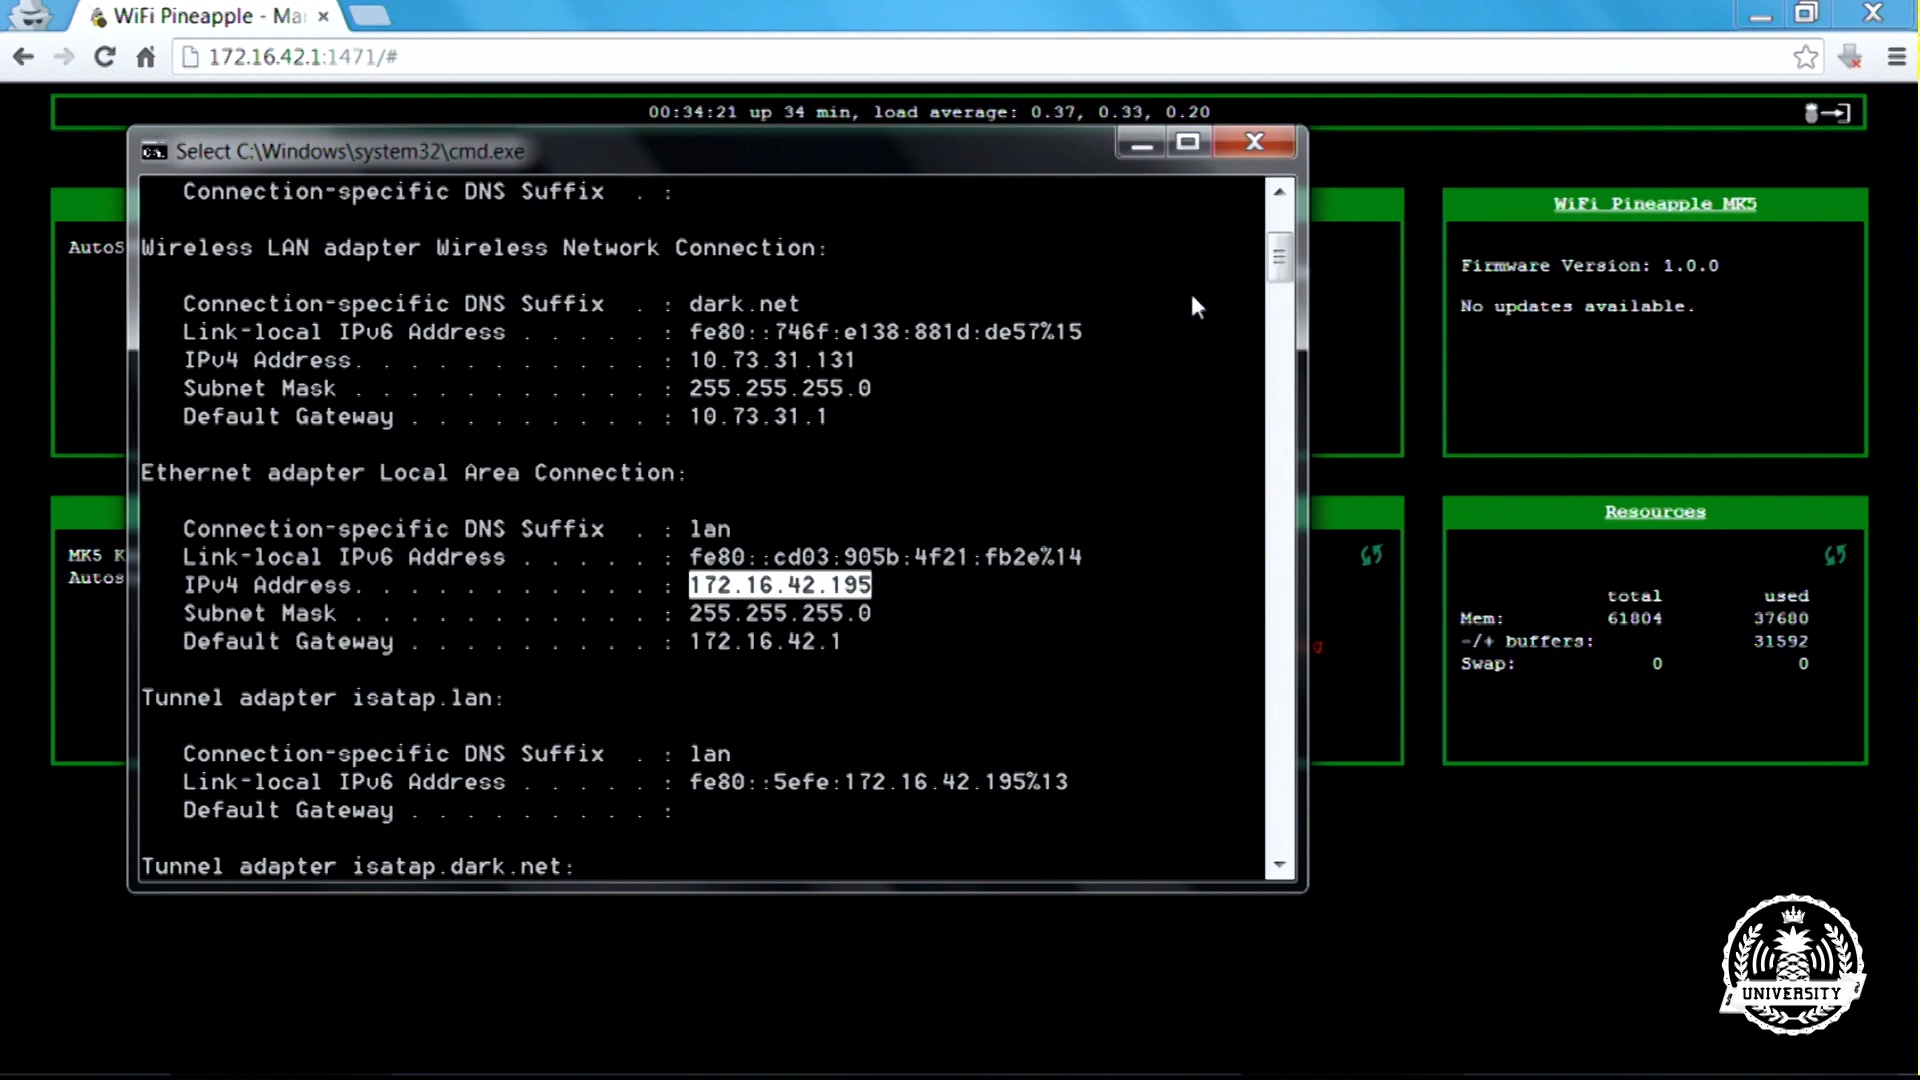 WiFi Pineapple - Ma
172.16.42.1:1471/#
00:34:21 up 34 min, load average: 0.37, 0.33, 0.20
Select C:\Windows\system32\cmd.exe
Connection-specific DNS Suffix . :
Wireless LAN adapter Wireless Network Connection:
Connection-specific DNS Suffix . : dark.net
Link-local IPv6 Address . . . . . : fe80::746f:e138:881d:de57%15
IPv4 Address. . . . . . . . . . . : 10.73.31.131
Subnet Mask . . . . . . . . . . . : 255.255.255.0
Default Gateway . . . . . . . . . : 10.73.31.1
Ethernet adapter Local Area Connection:
Connection-specific DNS Suffix . : lan
Link-local IPv6 Address . . . . . : fe80::cd03:905b:4f21:fb2e%14
IPv4 Address. . . . . . . . . . . : 172.16.42.195
Subnet Mask . . . . . . . . . . . : 255.255.255.0
Default Gateway . . . . . . . . . : 172.16.42.1
Tunnel adapter isatap.lan:
Connection-specific DNS Suffix . : lan
Link-local IPv6 Address . . . . . : fe80::5efe:172.16.42.195%13
Default Gateway . . . . . . . . . :
Tunnel adapter isatap.dark.net:
AutoS
MK5 K
Autos
g
WiFi Pineapple MK5
Firmware Version: 1.0.0
No updates available.
Resources
total used
Mem: 61804 37680
-/+ buffers: 31592
Swap: 0 0
UNIVERSITY